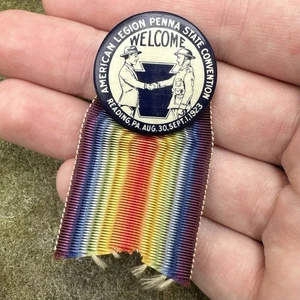 AMERICAN LEGION PENNA STATE CONVENTION
WELCOME
READING, PA. AUG. 30, SEPT. 1, 1923